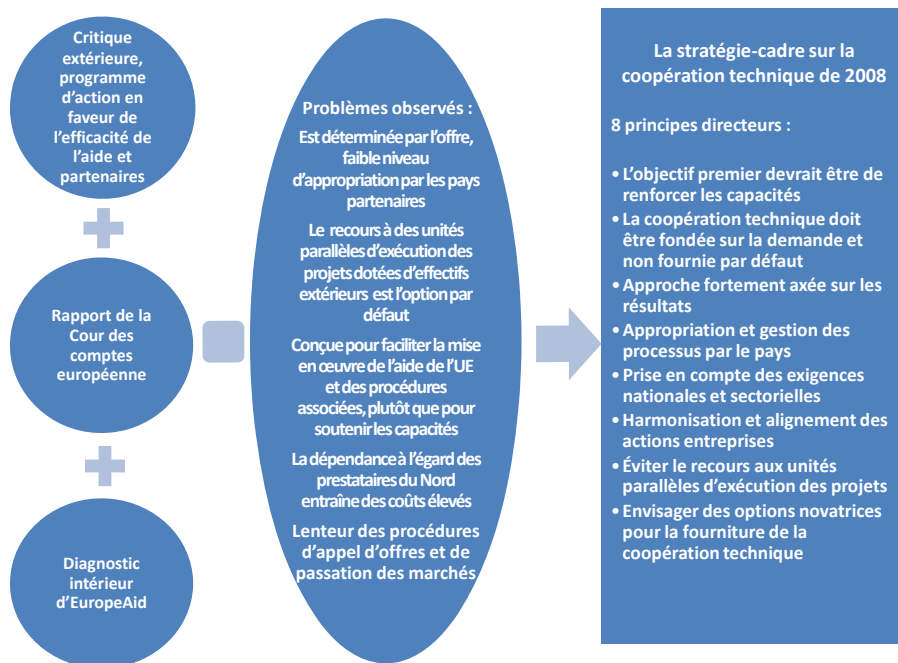 Critique
extérieure,
programme
d'action en
faveur de
l'efficacité de
l'aide et
partenaires
Rapport de la
Cour des
comptes
européenne
Diagnostic
intérieur
d'EuropeAid
Problèmes observés :
Est déterminée par l'offre,
faible niveau
d'appropriation par les pays
partenaires
Le recours à des unités
parallèles d'exécution des
projets dotées d'effectifs
extérieurs est l'option par
défaut
Conçue pour faciliter la mise
en œuvre de l'aide de l'UE
et des procédures
associées, plutôt que pour
soutenir les capacités
La dépendance à l'égard des
prestataires du Nord
entraîne des coûts élevés
Lenteur des procédures
d'appel d'offres et de
passation des marchés
La stratégie-cadre sur la
coopération technique de 2008
8 principes directeurs :
• L'objectif premier devrait être de
renforcer les capacités
• La coopération technique doit
être fondée sur la demande et
non fournie par défaut
• Approche fortement axée sur les
résultats
• Appropriation et gestion des
processus par le pays
• Prise en compte des exigences
nationales et sectorielles
• Harmonisation et alignement des
actions entreprises
• Éviter le recours aux unités
parallèles d'exécution des projets
• Envisager des options novatrices
pour la fourniture de la
coopération technique